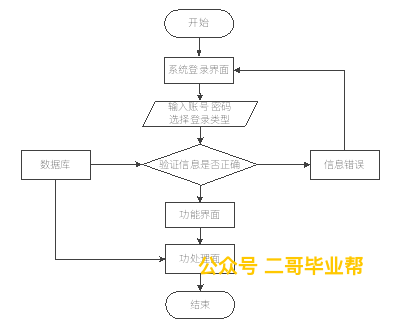 开始
系统登录界面
输入账号 密码
选择登录类型
数据库
验证信息是否正确
信息错误
功能界面
功处理面
公众号 二哥毕业帮
结束